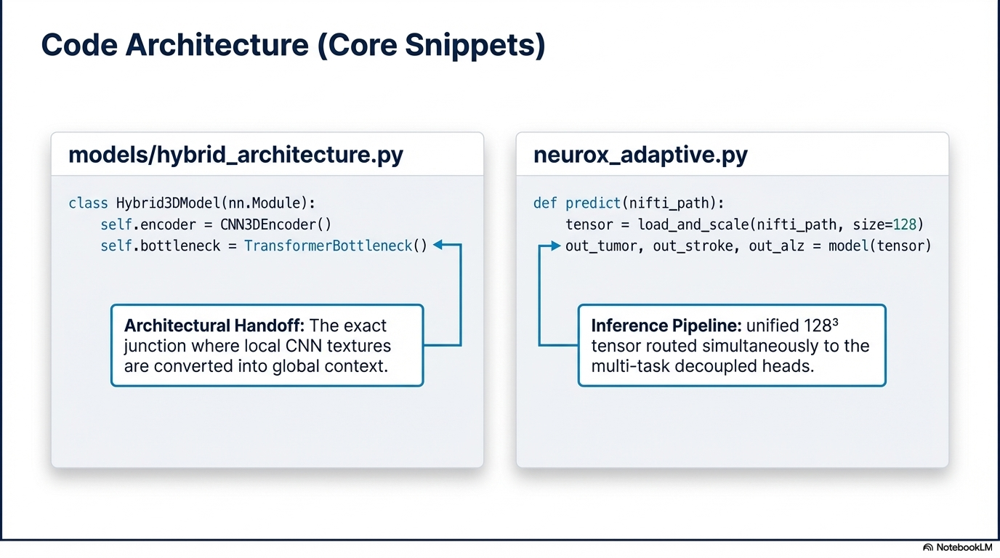 Code Architecture (Core Snippets)
models/hybrid_architecture.py
class Hybrid3DModel(nn.Module):
    self.encoder = CNN3DEncoder()
    self.bottleneck = TransformerBottleneck()
Architectural Handoff: The exact
junction where local CNN textures
are converted into global context.
neurox_adaptive.py
def predict(nifti_path):
    tensor = load_and_scale(nifti_path, size=128)
    out_tumor, out_stroke, out_alz = model(tensor)
Inference Pipeline: unified 128³
tensor routed simultaneously to the
multi-task decoupled heads.
NotebookLM